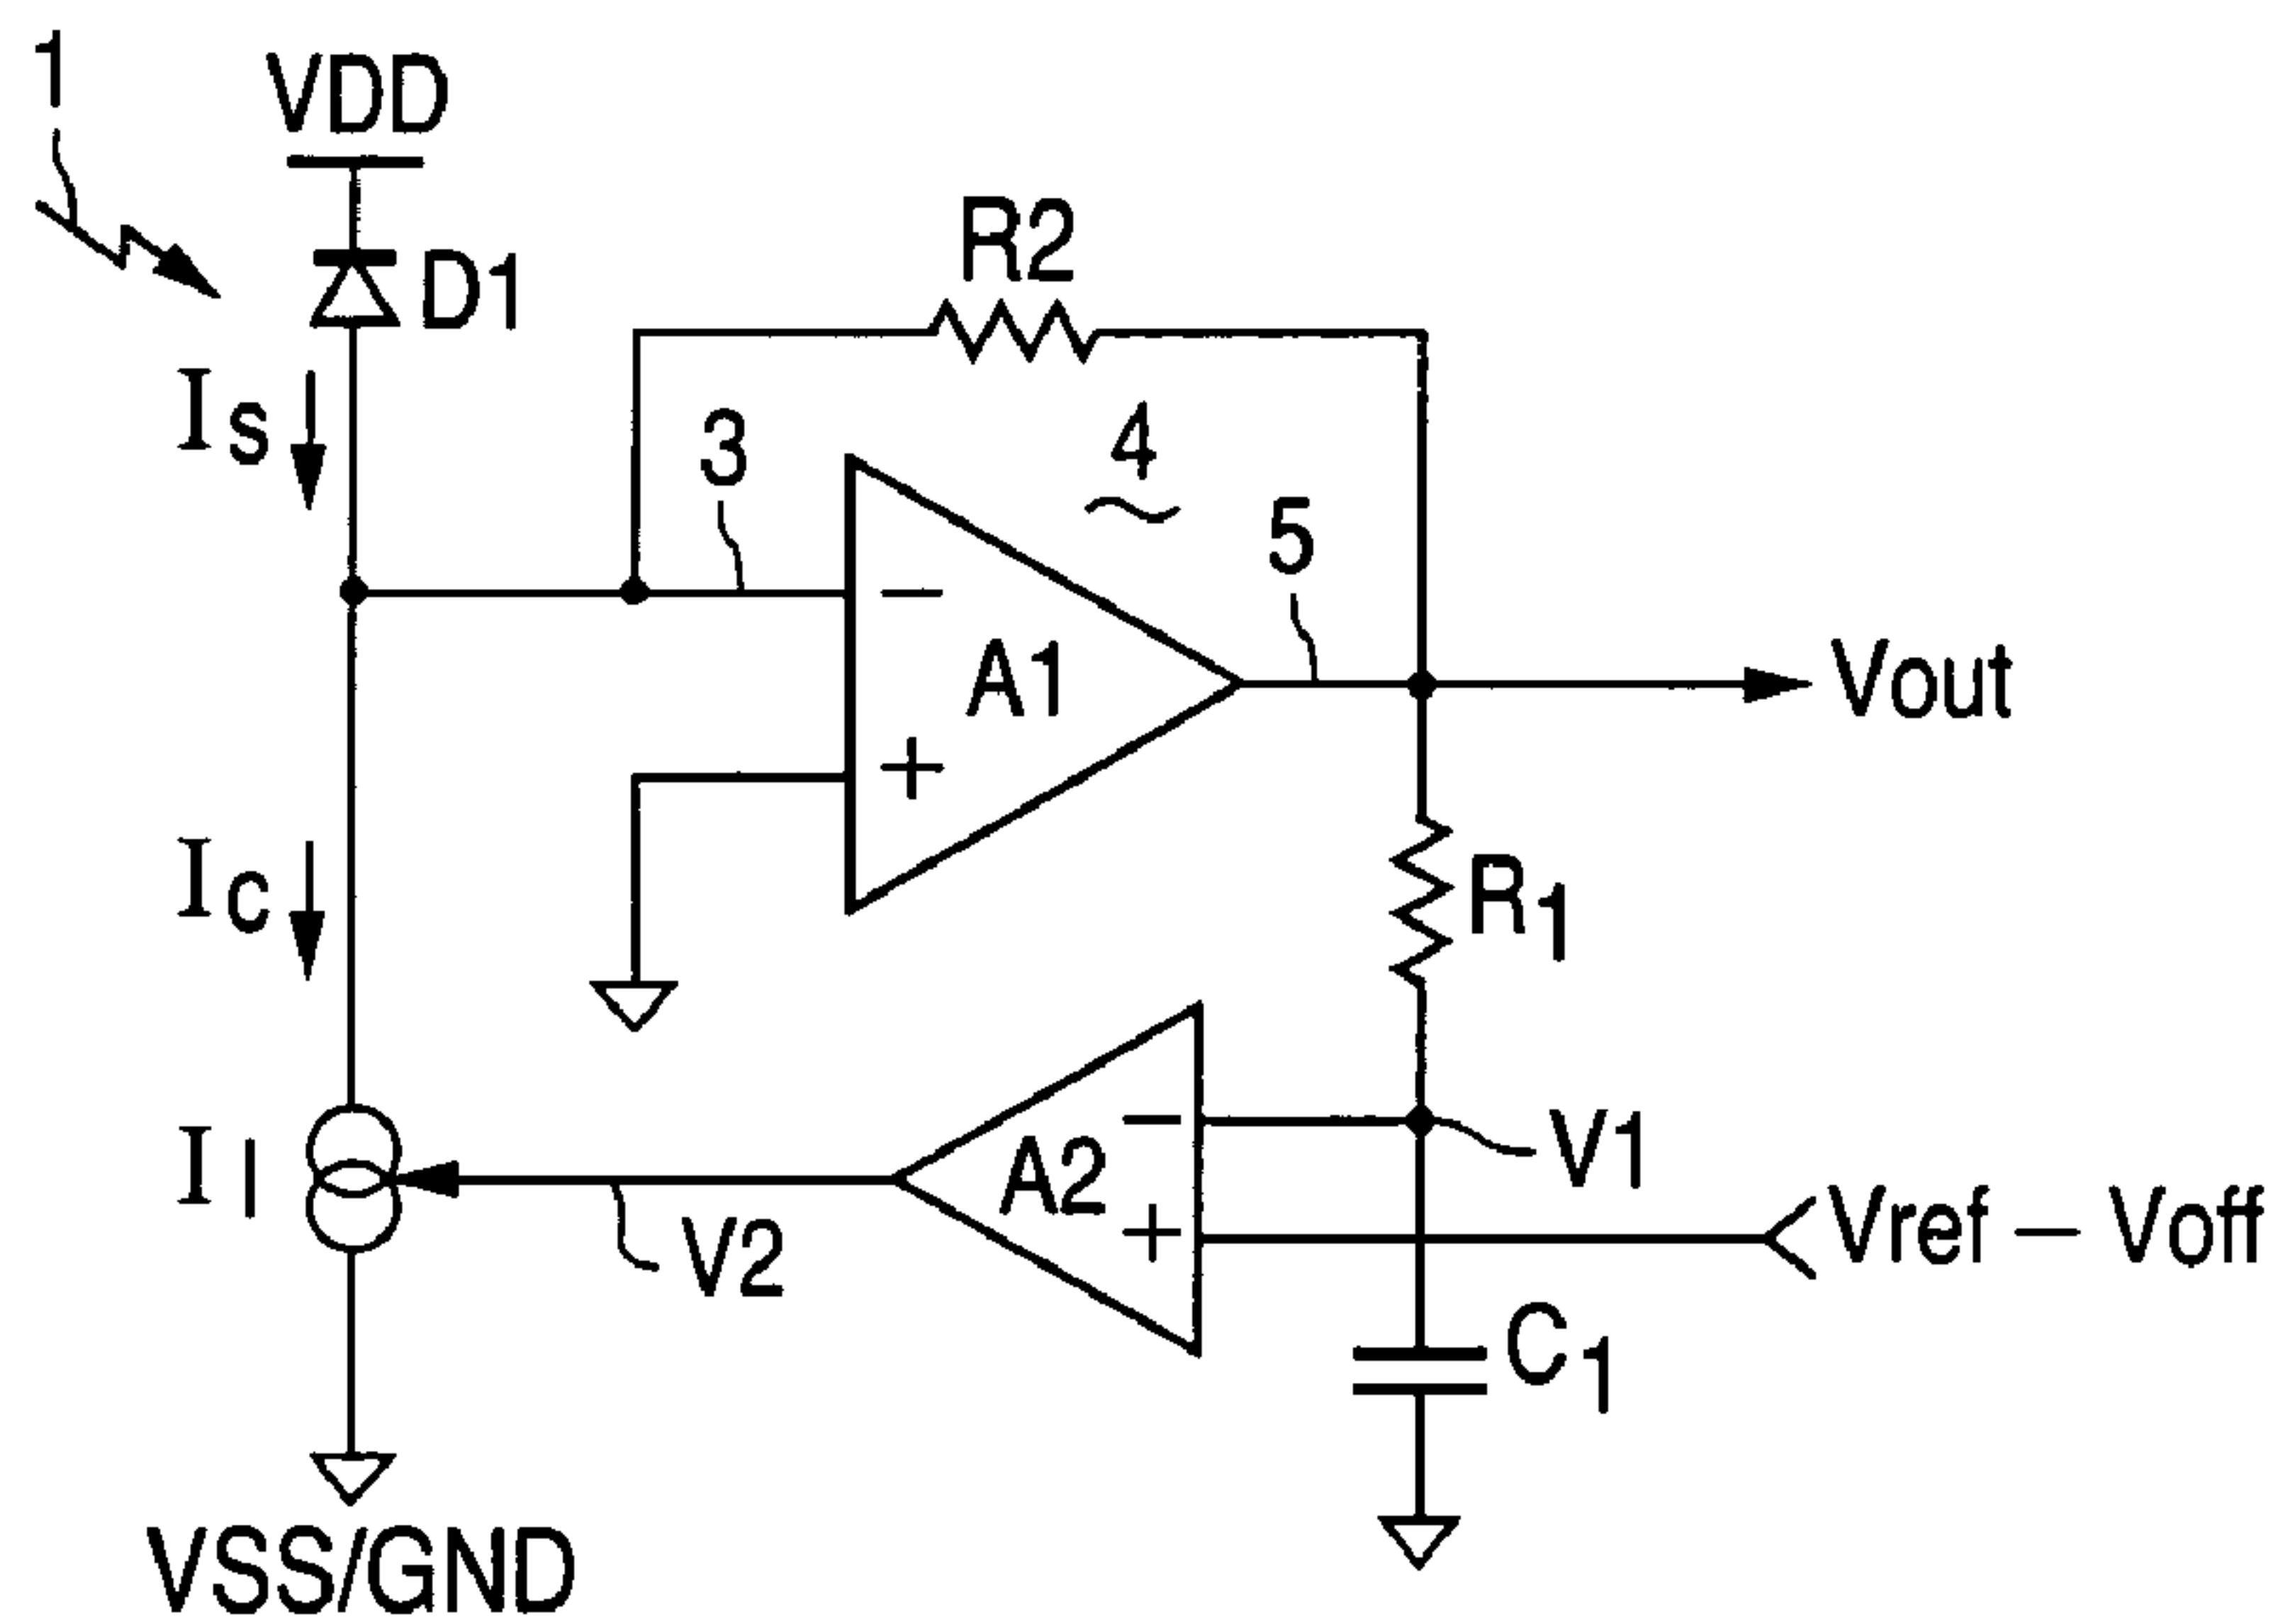 1
VDD
D1
R2
Is
3
4
5
−
A1
+
Vout
Ic
R1
I1
−
A2
+
V1
V2
Vref − Voff
C1
VSS/GND